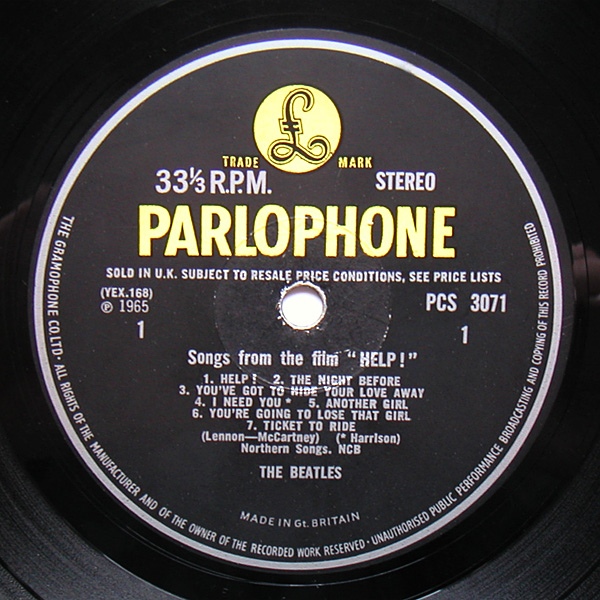 £
TRADE MARK
33⅓ R.P.M. STEREO
PARLOPHONE
SOLD IN U.K. SUBJECT TO RESALE PRICE CONDITIONS, SEE PRICE LISTS
(YEX.168) PCS 3071
℗ 1965
1 1
Songs from the film "HELP!"
1. HELP! 2. THE NIGHT BEFORE
3. YOU'VE GOT TO HIDE YOUR LOVE AWAY
4. I NEED YOU * 5. ANOTHER GIRL
6. YOU'RE GOING TO LOSE THAT GIRL
7. TICKET TO RIDE
(Lennon—McCartney) (* Harrison)
Northern Songs. NCB
THE BEATLES
MADE IN Gt. BRITAIN
THE GRAMOPHONE CO. LTD · ALL RIGHTS OF THE MANUFACTURER AND OF THE OWNER OF THE RECORDED WORK RESERVED · UNAUTHORISED PUBLIC PERFORMANCE BROADCASTING AND COPYING OF THIS RECORD PROHIBITED